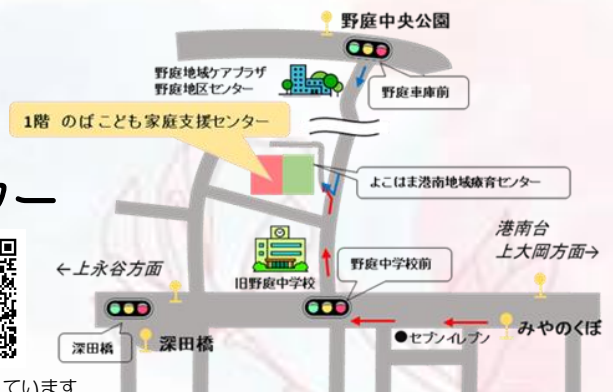 野庭中央公園
野庭地域ケアプラザ
野庭地区センター
野庭車庫前
1階 のばこども家庭支援センター
よこはま港南地域療育センター
ター
港南台
上大岡方面→
←上永谷方面
旧野庭中学校
野庭中学校前
深田橋
深田橋
●セブンイレブン
みやのくぼ
しています